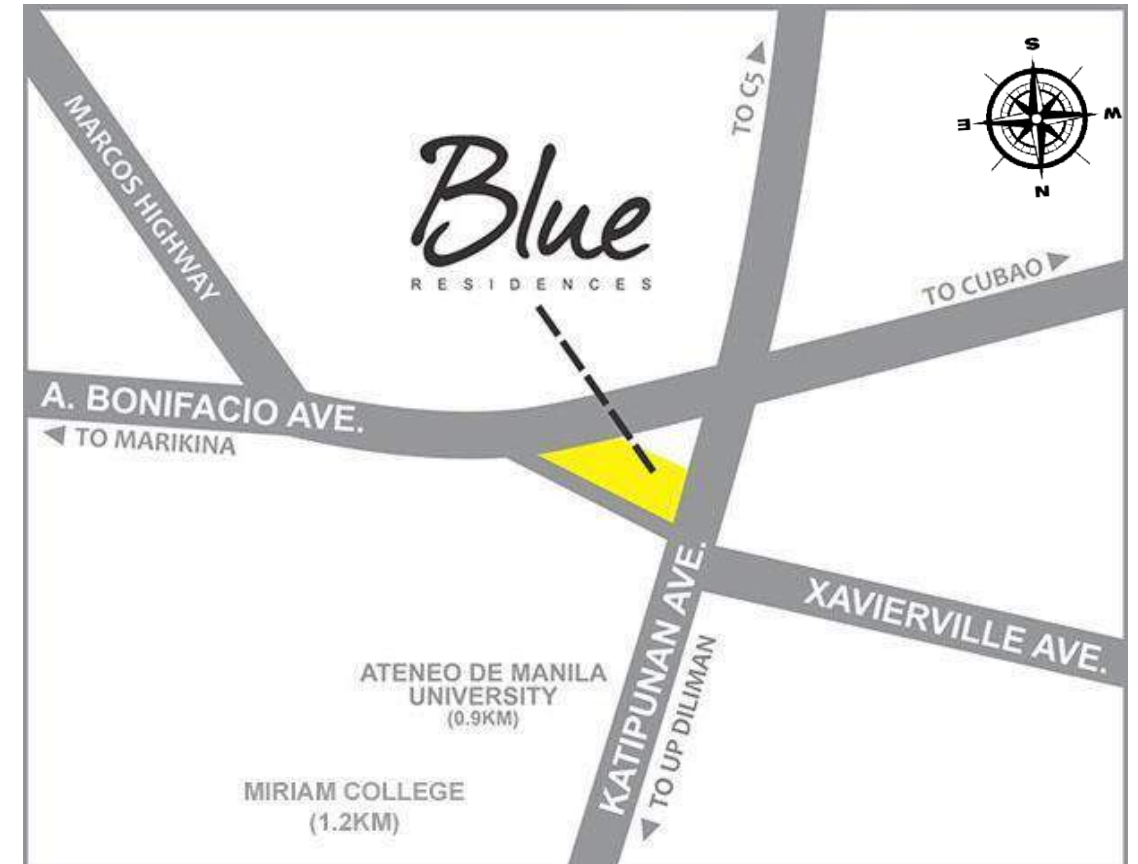 S
E
W
N
TO C5
MARCOS HIGHWAY
Blue
RESIDENCES
TO CUBAO
A. BONIFACIO AVE.
TO MARIKINA
KATIPUNAN AVE.
XAVIERVILLE AVE.
TO UP DILIMAN
ATENEO DE MANILA
UNIVERSITY
(0.9KM)
MIRIAM COLLEGE
(1.2KM)